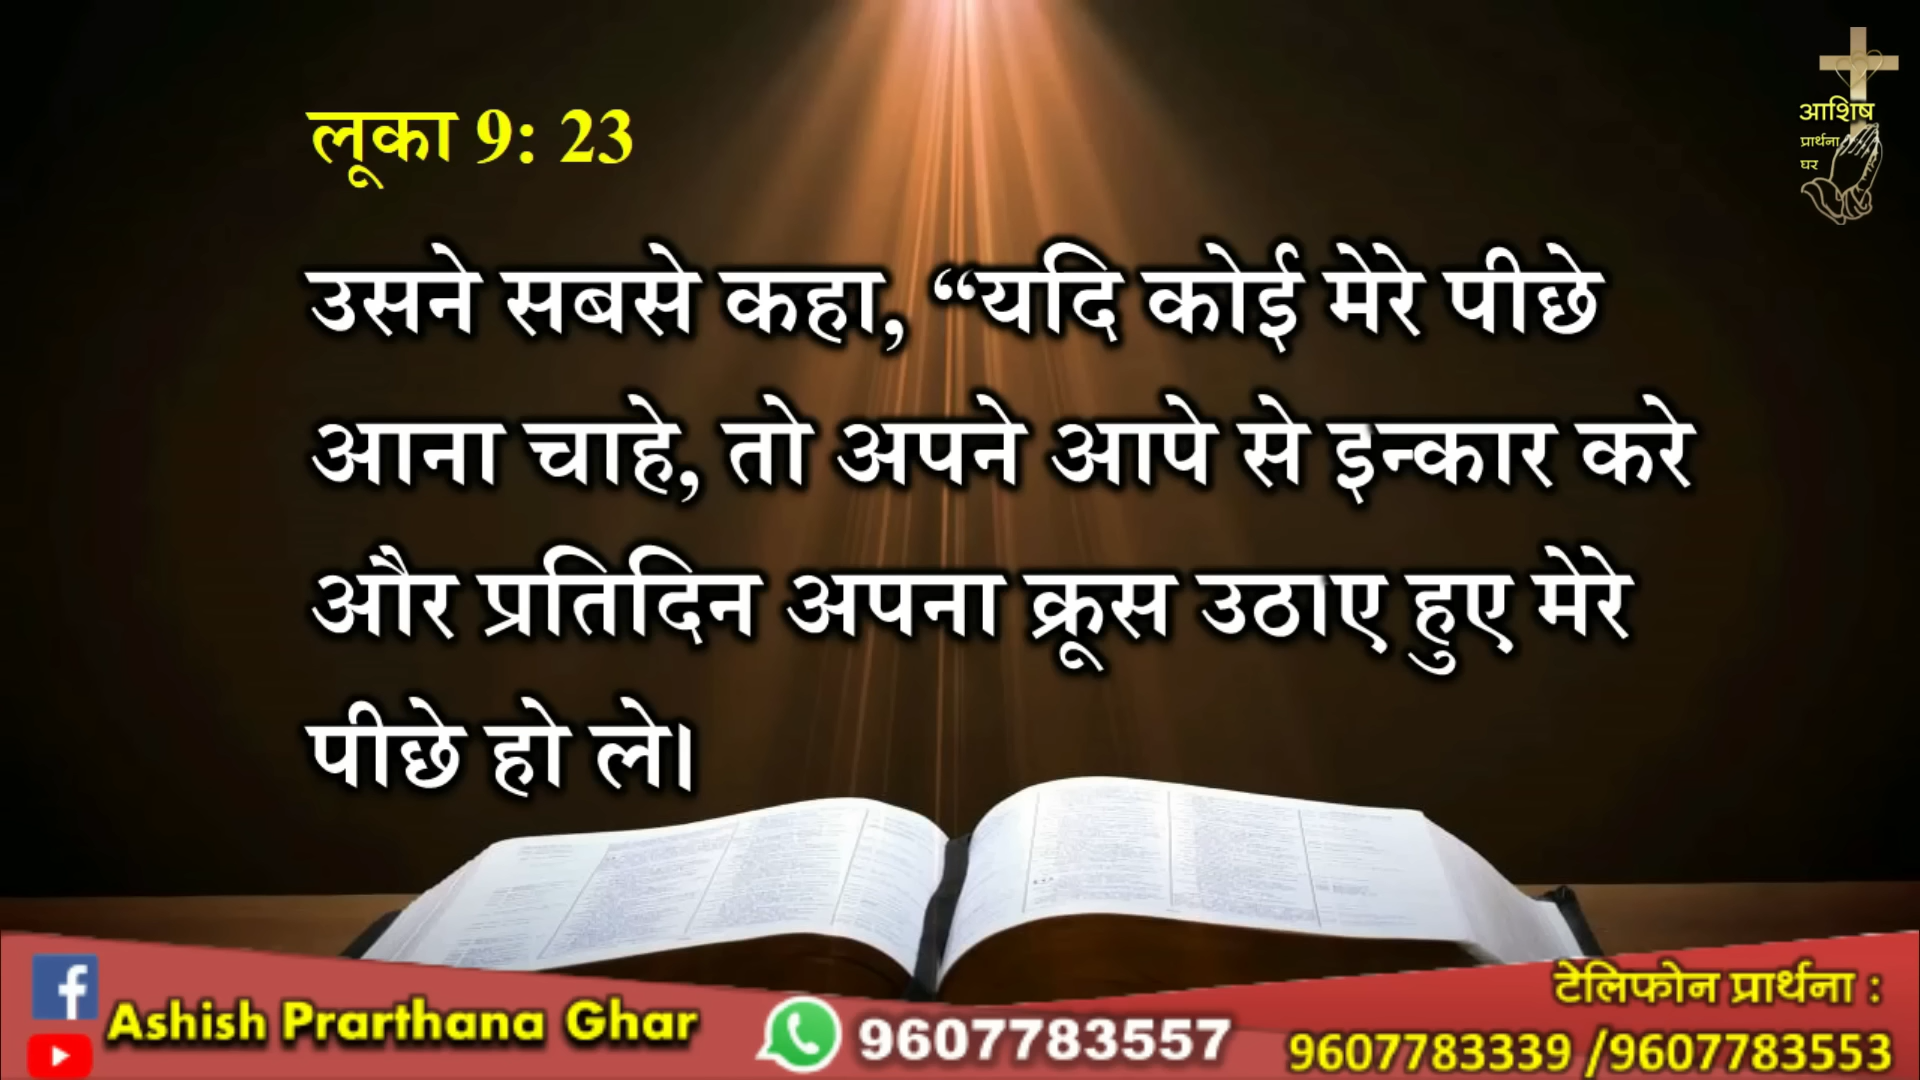 लूका 9: 23
आशिष
प्रार्थना
घर
उसने सबसे कहा, “यदि कोई मेरे पीछे
आना चाहे, तो अपने आपे से इन्कार करे
और प्रतिदिन अपना क्रूस उठाए हुए मेरे
पीछे हो ले।
Ashish Prarthana Ghar
9607783557
टेलिफोन प्रार्थना :
9607783339 /9607783553